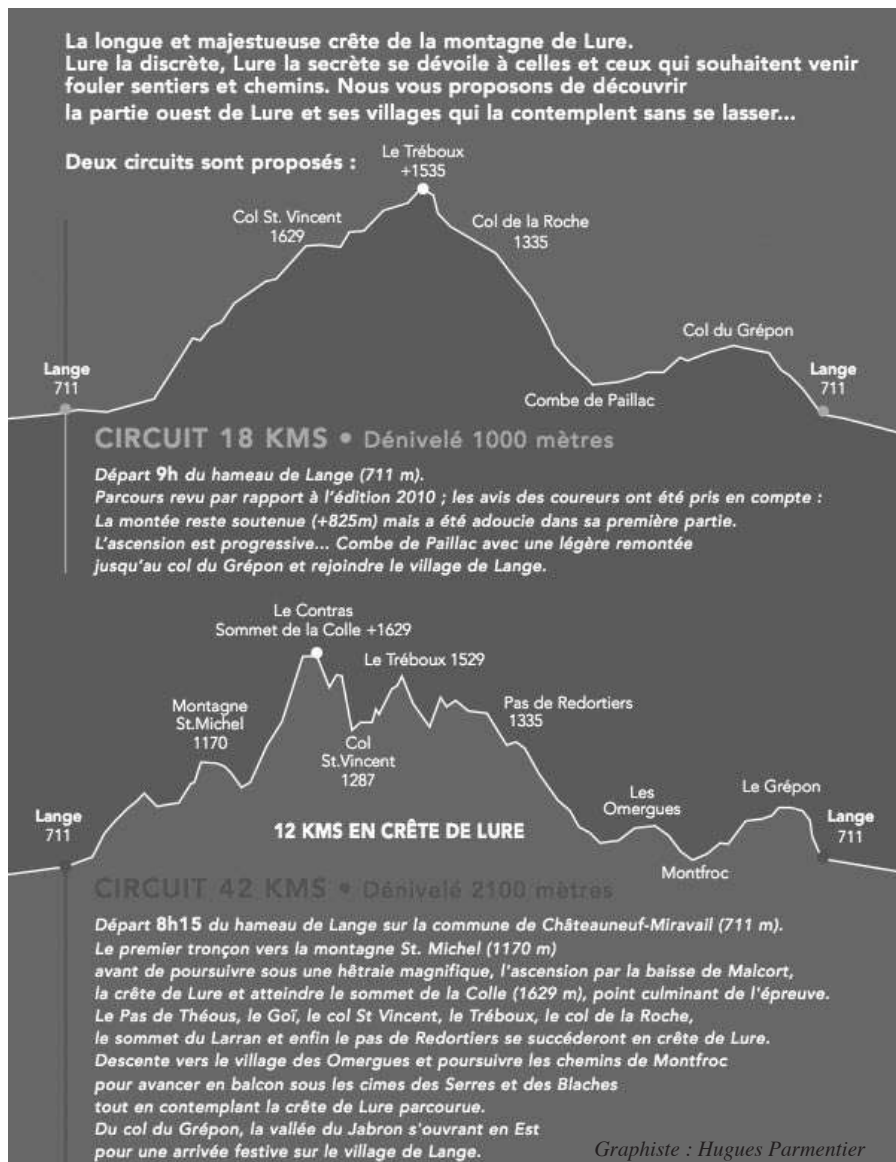 La longue et majestueuse crête de la montagne de Lure.
Lure la discrète, Lure la secrète se dévoile à celles et ceux qui souhaitent venir
fouler sentiers et chemins. Nous vous proposons de découvrir
la partie ouest de Lure et ses villages qui la contemplent sans se lasser...
Deux circuits sont proposés :
Le Tréboux
+1535
Col St. Vincent
1629
Col de la Roche
1335
Col du Grépon
Lange
711
Combe de Paillac
Lange
711
CIRCUIT 18 KMS • Dénivelé 1000 mètres
Départ 9h du hameau de Lange (711 m).
Parcours revu par rapport à l'édition 2010 ; les avis des coureurs ont été pris en compte :
La montée reste soutenue (+825m) mais a été adoucie dans sa première partie.
L'ascension est progressive... Combe de Paillac avec une légère remontée
jusqu'au col du Grépon et rejoindre le village de Lange.
Le Contras
Sommet de la Colle +1629
Le Tréboux 1529
Montagne
St.Michel
1170
Pas de Redortiers
1335
Col
St.Vincent
1287
Les
Omergues
Le Grépon
Lange
711
12 KMS EN CRÊTE DE LURE
Montfroc
Lange
711
CIRCUIT 42 KMS • Dénivelé 2100 mètres
Départ 8h15 du hameau de Lange sur la commune de Châteauneuf-Miravail (711 m).
Le premier tronçon vers la montagne St. Michel (1170 m)
avant de poursuivre sous une hêtraie magnifique, l'ascension par la baisse de Malcort,
la crête de Lure et atteindre le sommet de la Colle (1629 m), point culminant de l'épreuve.
Le Pas de Théous, le Goï, le col St Vincent, le Tréboux, le col de la Roche,
le sommet du Larran et enfin le pas de Redortiers se succéderont en crête de Lure.
Descente vers le village des Omergues et poursuivre les chemins de Montfroc
pour avancer en balcon sous les cimes des Serres et des Blaches
tout en contemplant la crête de Lure parcourue.
Du col du Grépon, la vallée du Jabron s'ouvrant en Est
pour une arrivée festive sur le village de Lange.
Graphiste : Hugues Parmentier